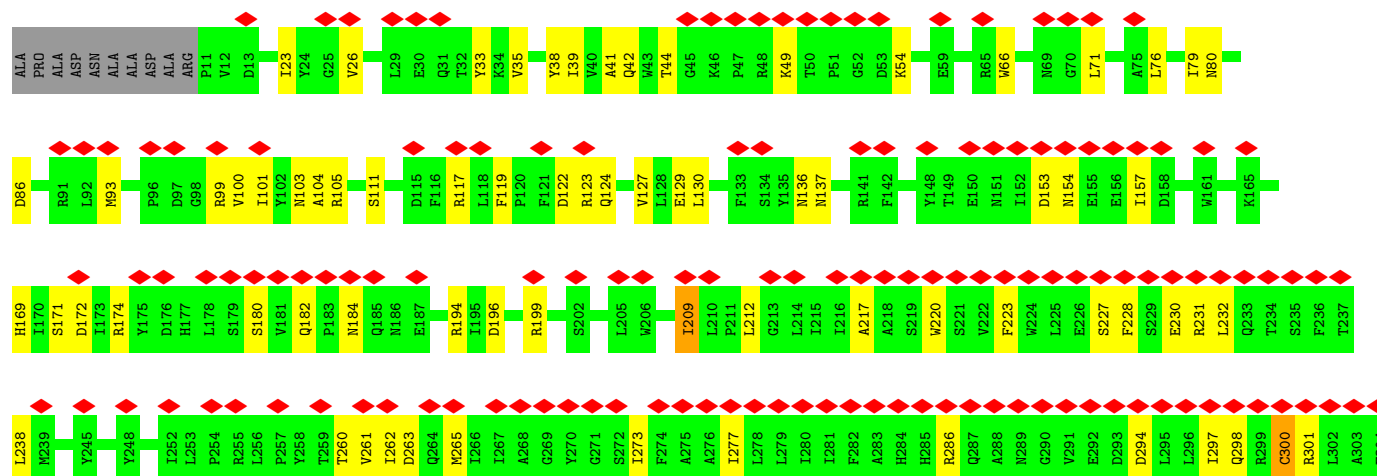 ALA PRO ALA ASP ASN ALA ALA ASP ALA ARG P11 V12 D13 I23 Y24 G25 V26 L29 E30 Q31 T32 Y33 K34 V35 Y38 I39 V40 A41 Q42 W43 T44 G45 K46 P47 R48 K49 T50 P51 G52 D53 K54 E59 R65 W66 N69 G70 L71 A75 L76 I79 N80
D86 R91 L92 M93 P96 D97 G98 R99 V100 I101 Y102 N103 A104 R105 S111 D115 F116 R117 L118 F119 P120 F121 D122 R123 Q124 V127 L128 E129 L130 F133 S134 Y135 N136 N137 R141 F142 Y148 T149 E150 N151 I152 D153 N154 E155 E156 I157 D158 W161 K165
H169 I170 S171 D172 I173 R174 Y175 D176 H177 L178 S179 S180 V181 Q182 P183 N184 Q185 N186 E187 R194 I195 D196 R199 S202 L205 W206 I209 L210 P211 L212 G213 L214 I215 I216 A217 A218 S219 W220 S221 V222 F223 W224 L225 E226 S227 F228 S229 E230 R231 L232 Q233 T234 S235 F236 T237
L238 M239 Y245 Y248 I252 L253 P254 R255 L256 P257 Y258 T259 T260 V261 I262 D263 Q264 M265 I266 I267 A268 G269 Y270 G271 S272 I273 F274 A275 A276 I277 L278 L279 I280 I281 F282 A283 H284 H285 R286 Q287 A288 N289 G290 V291 E292 D293 D294 L295 L296 I297 Q298 R299 C300 R301 L302 A303